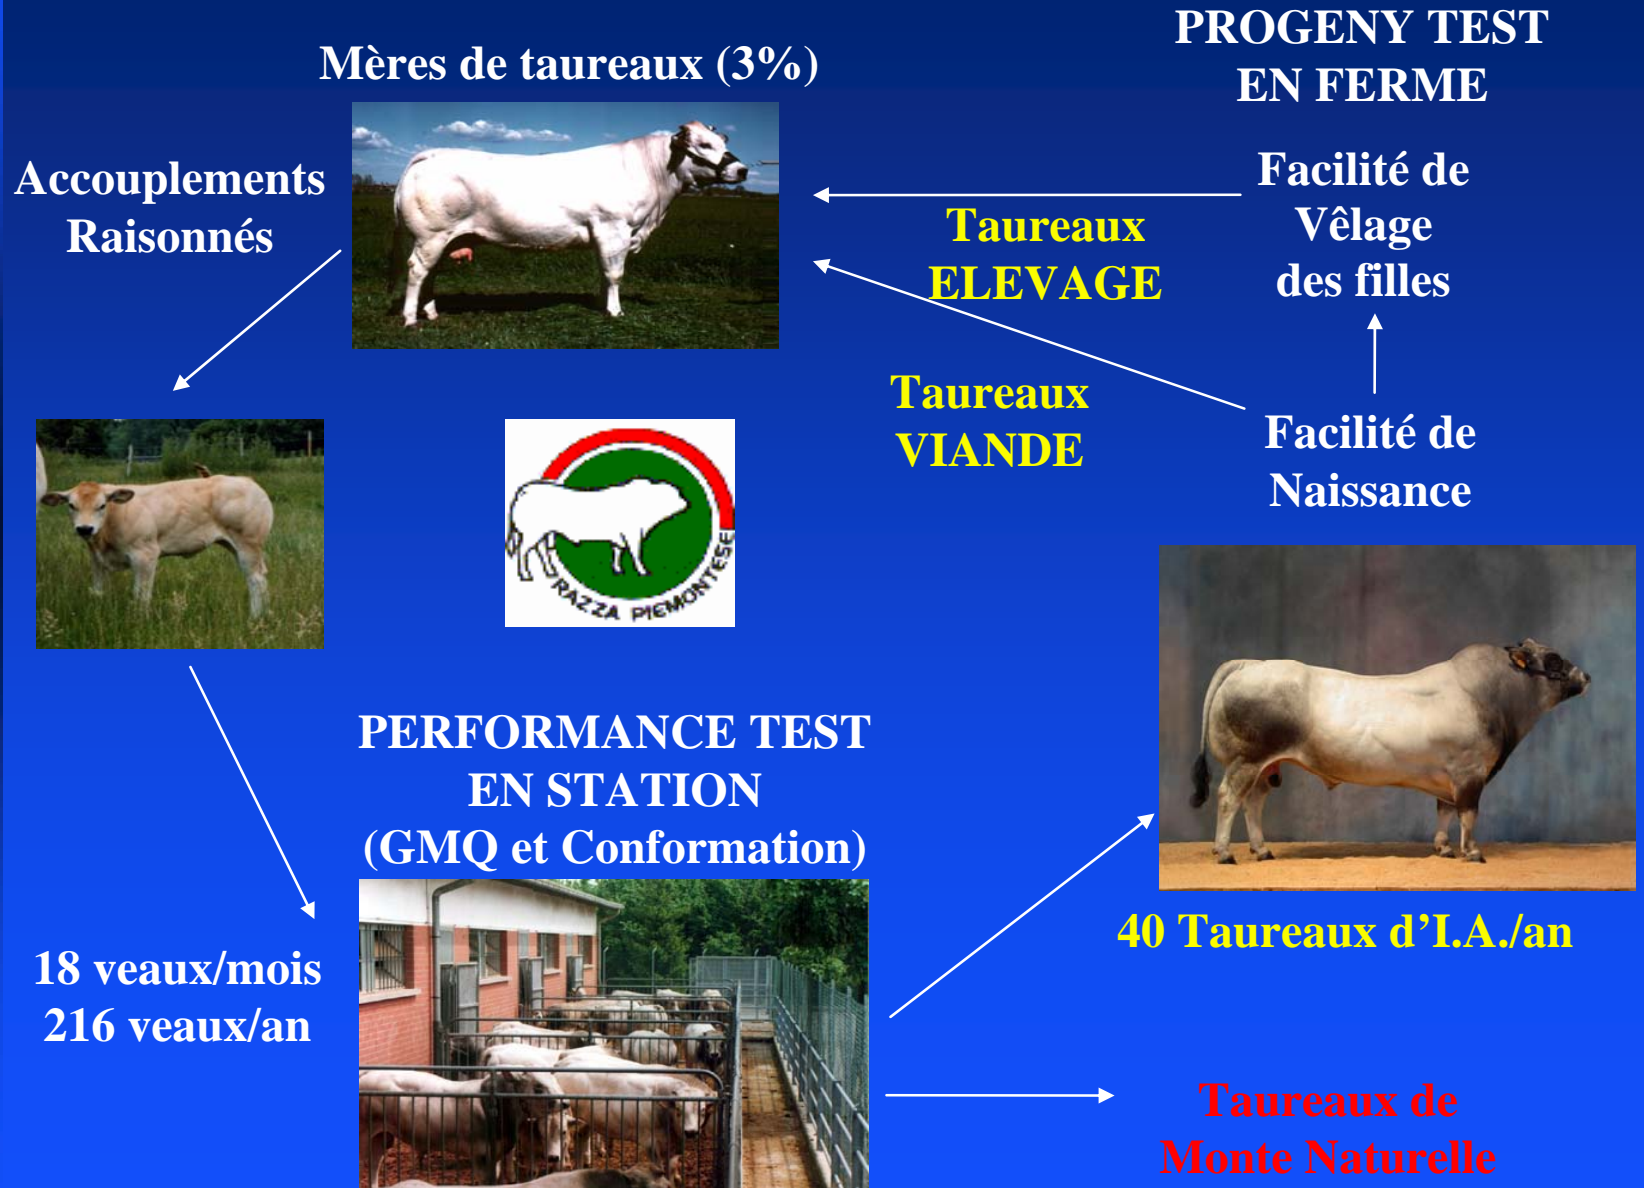 PROGENY TEST
EN FERME
Mères de taureaux (3%)
Accouplements
Raisonnés
Facilité de
Vêlage
des filles
Taureaux
ELEVAGE
Taureaux
VIANDE
Facilité de
Naissance
RAZZA PIEMONTESE
PERFORMANCE TEST
EN STATION
(GMQ et Conformation)
18 veaux/mois
216 veaux/an
40 Taureaux d’I.A./an
Taureaux de
Monte Naturelle